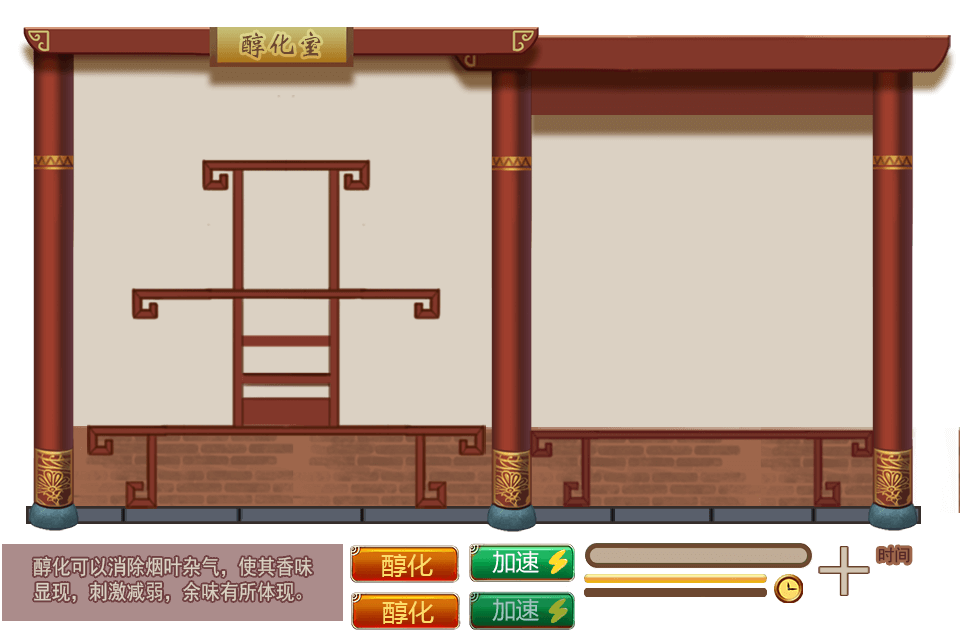 醇化室
醇化可以消除烟叶杂气，使其香味
显现，刺激减弱，余味有所体现。
醇化
加速
时间
醇化
加速